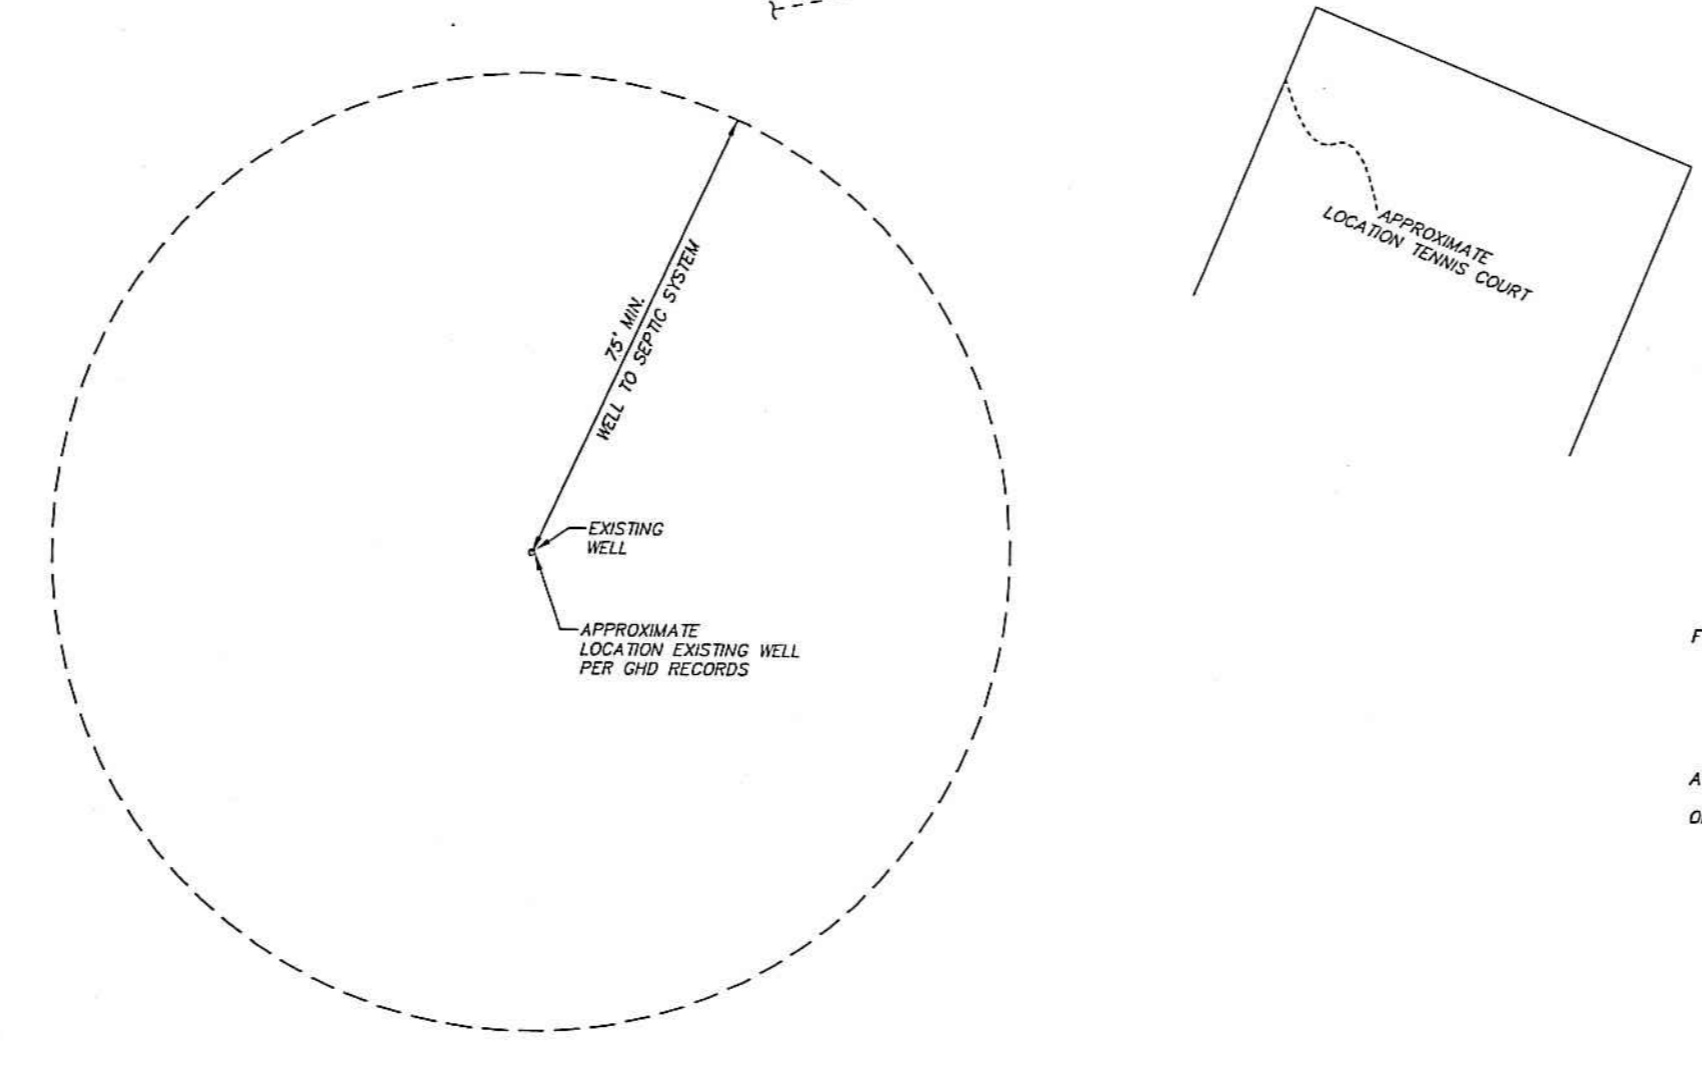 APPROXIMATE
LOCATION TENNIS COURT
75' MIN.
WELL TO SEPTIC SYSTEM
EXISTING
WELL
APPROXIMATE
LOCATION EXISTING WELL
PER GHD RECORDS
F
A